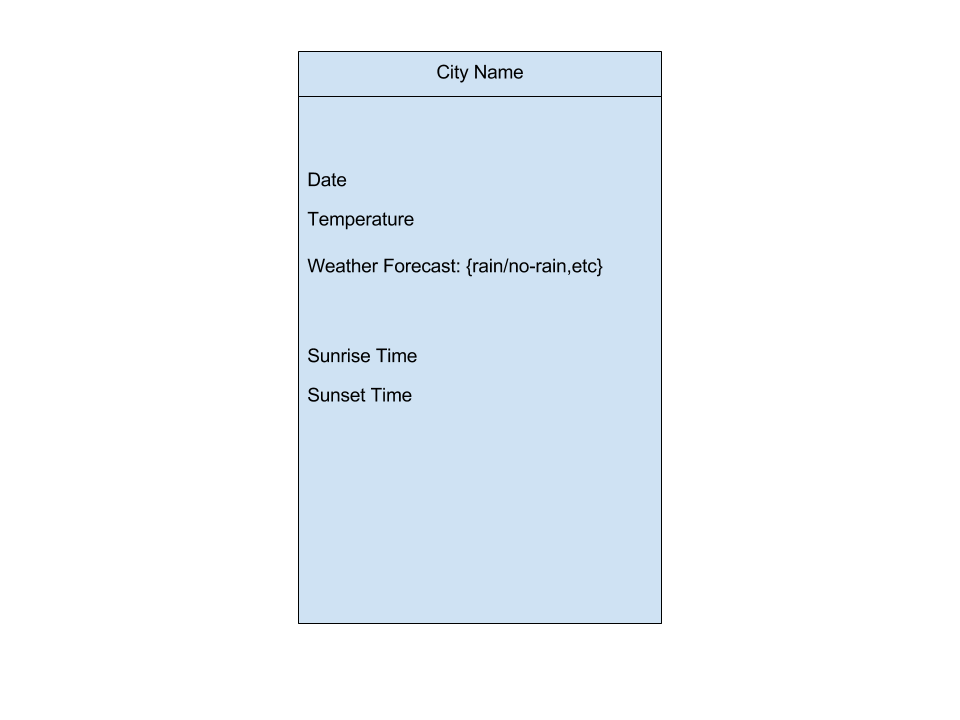 City Name
Date
Temperature
Weather Forecast: {rain/no-rain,etc}
Sunrise Time
Sunset Time